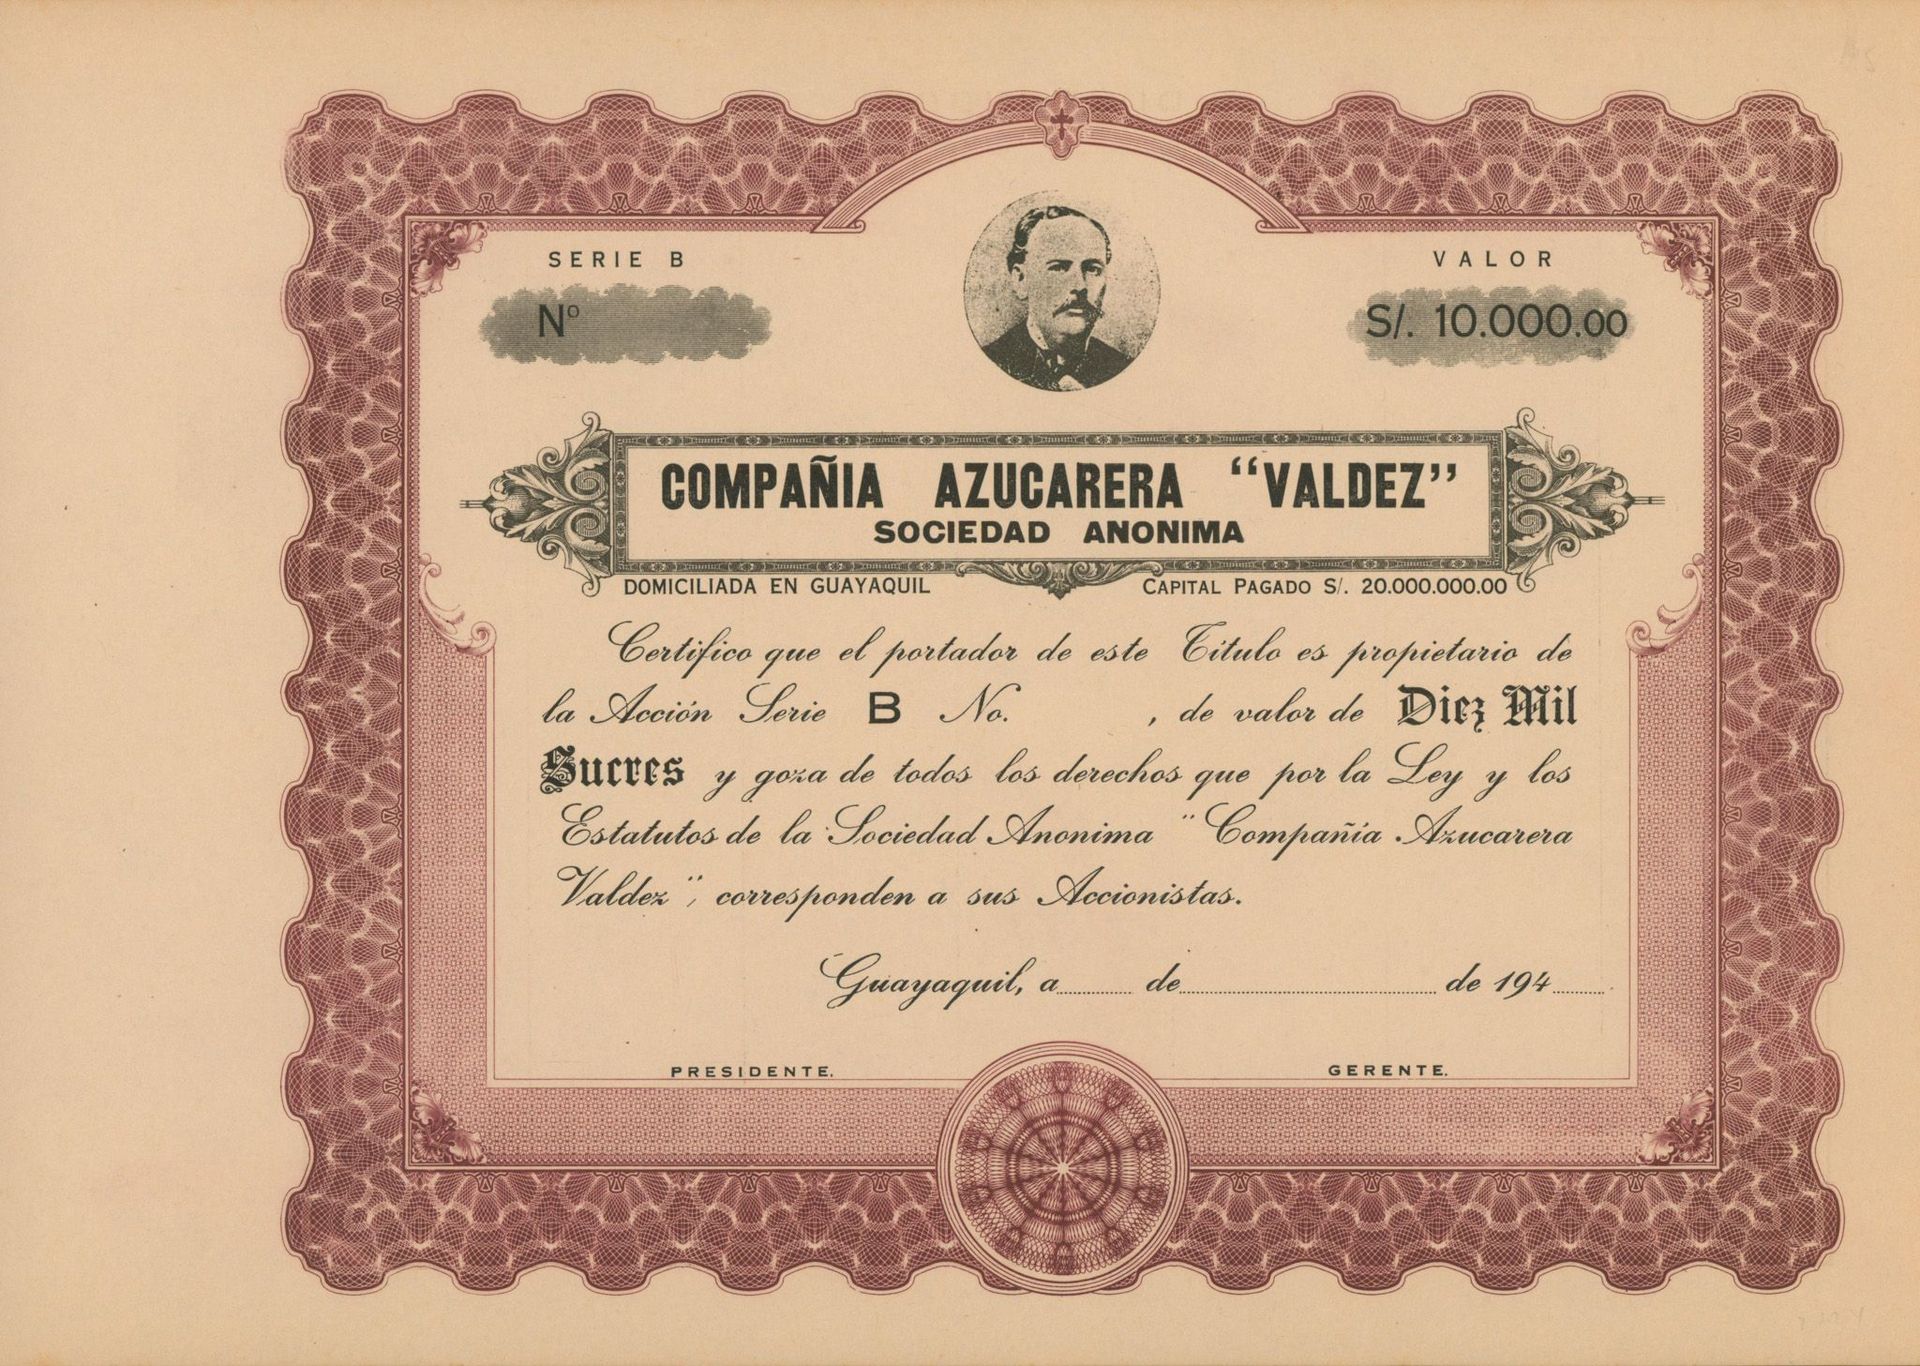 SERIE B
VALOR
Nº
S/. 10.000.00
COMPAÑIA AZUCARERA “VALDEZ”
SOCIEDAD ANONIMA
DOMICILIADA EN GUAYAQUIL
CAPITAL PAGADO S/. 20.000.000.00
Certifico que el portador de este Titulo es propietario de
la Acción Serie B No. , de valor de Diez Mil
Sucres y goza de todos los derechos que por la Ley y los
Estatutos de la Sociedad Anonima “Compañía Azucarera
Valdez”, corresponden a sus Accionistas.
Guayaquil, a........ de................................ de 194......
PRESIDENTE.
GERENTE.